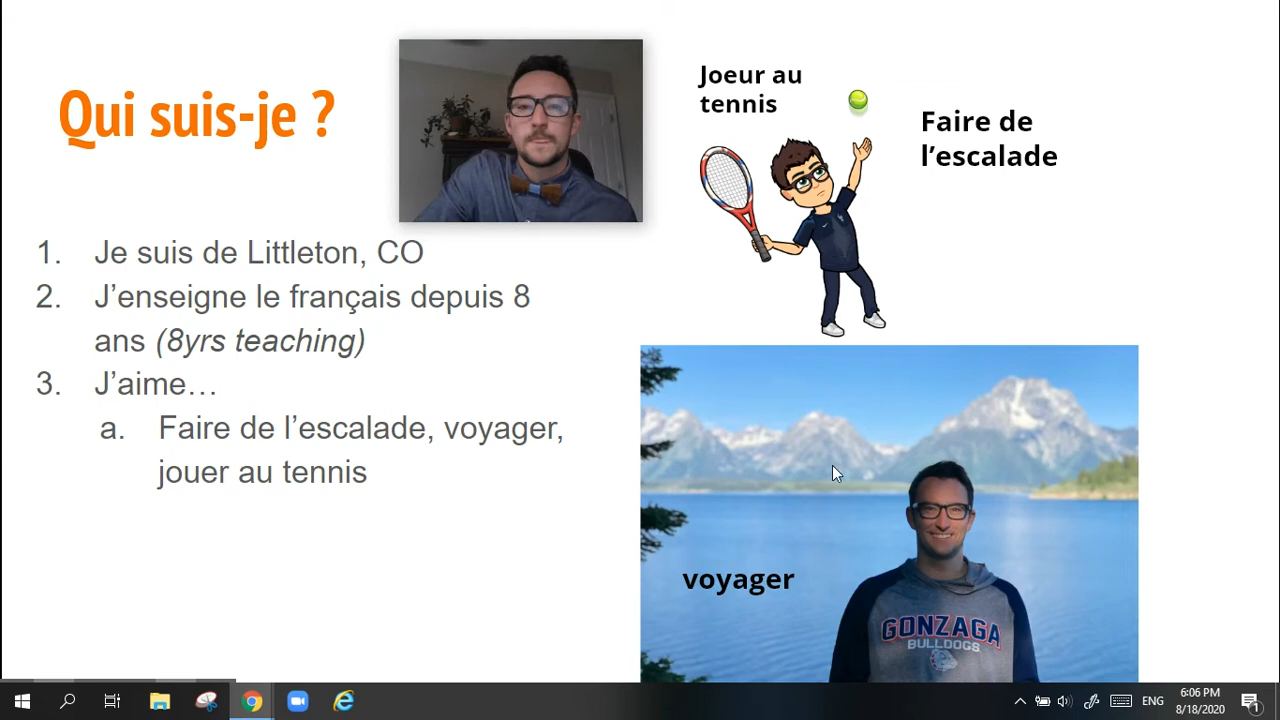 Qui suis-je ?
1. Je suis de Littleton, CO
2. J’enseigne le français depuis 8
ans (8yrs teaching)
3. J’aime…
a. Faire de l’escalade, voyager,
jouer au tennis
Joeur au
tennis
Faire de
l’escalade
voyager
GONZAGA
BULLDOGS
ENG
6:06 PM
8/18/2020
1